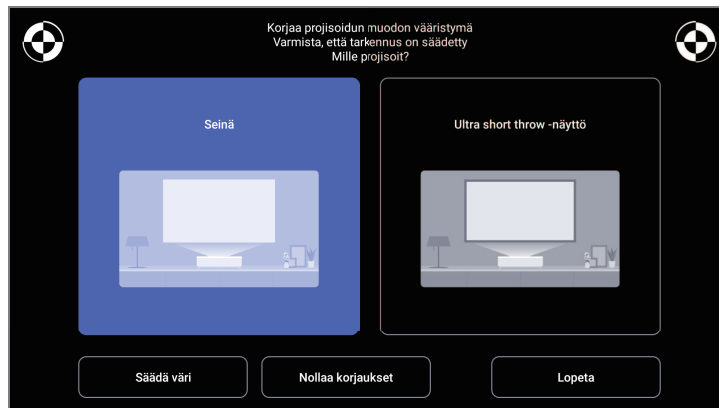 Korjaa projisoidun muodon vääristymä
Varmista, että tarkennus on säädetty
Mille projisoit?
Seinä
Ultra short throw -näyttö
Säädä väri
Nollaa korjaukset
Lopeta